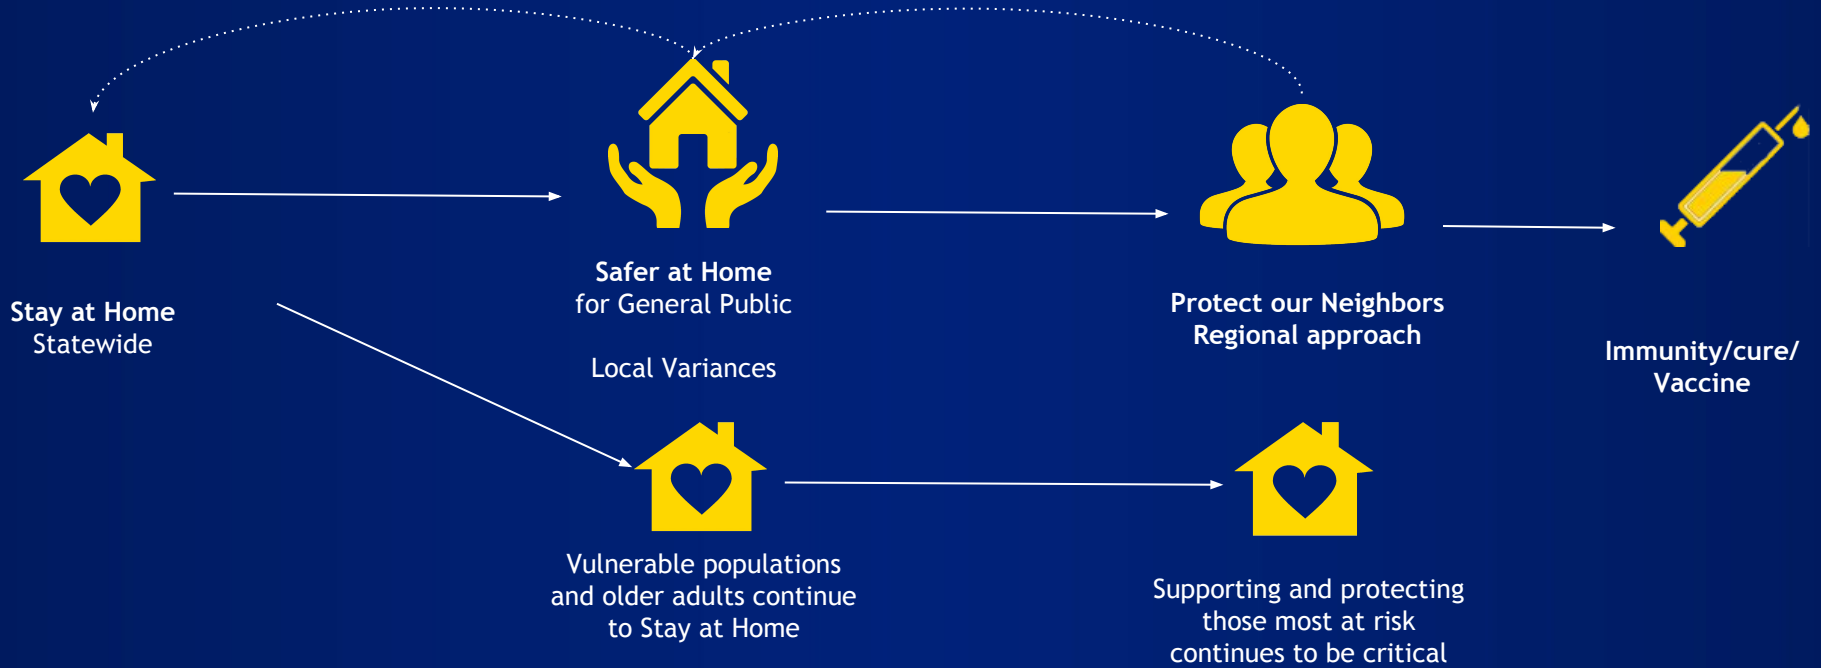 Stay at Home
Statewide
Safer at Home
for General Public
Local Variances
Protect our Neighbors
Regional approach
Immunity/cure/
Vaccine
Vulnerable populations
and older adults continue
to Stay at Home
Supporting and protecting
those most at risk
continues to be critical